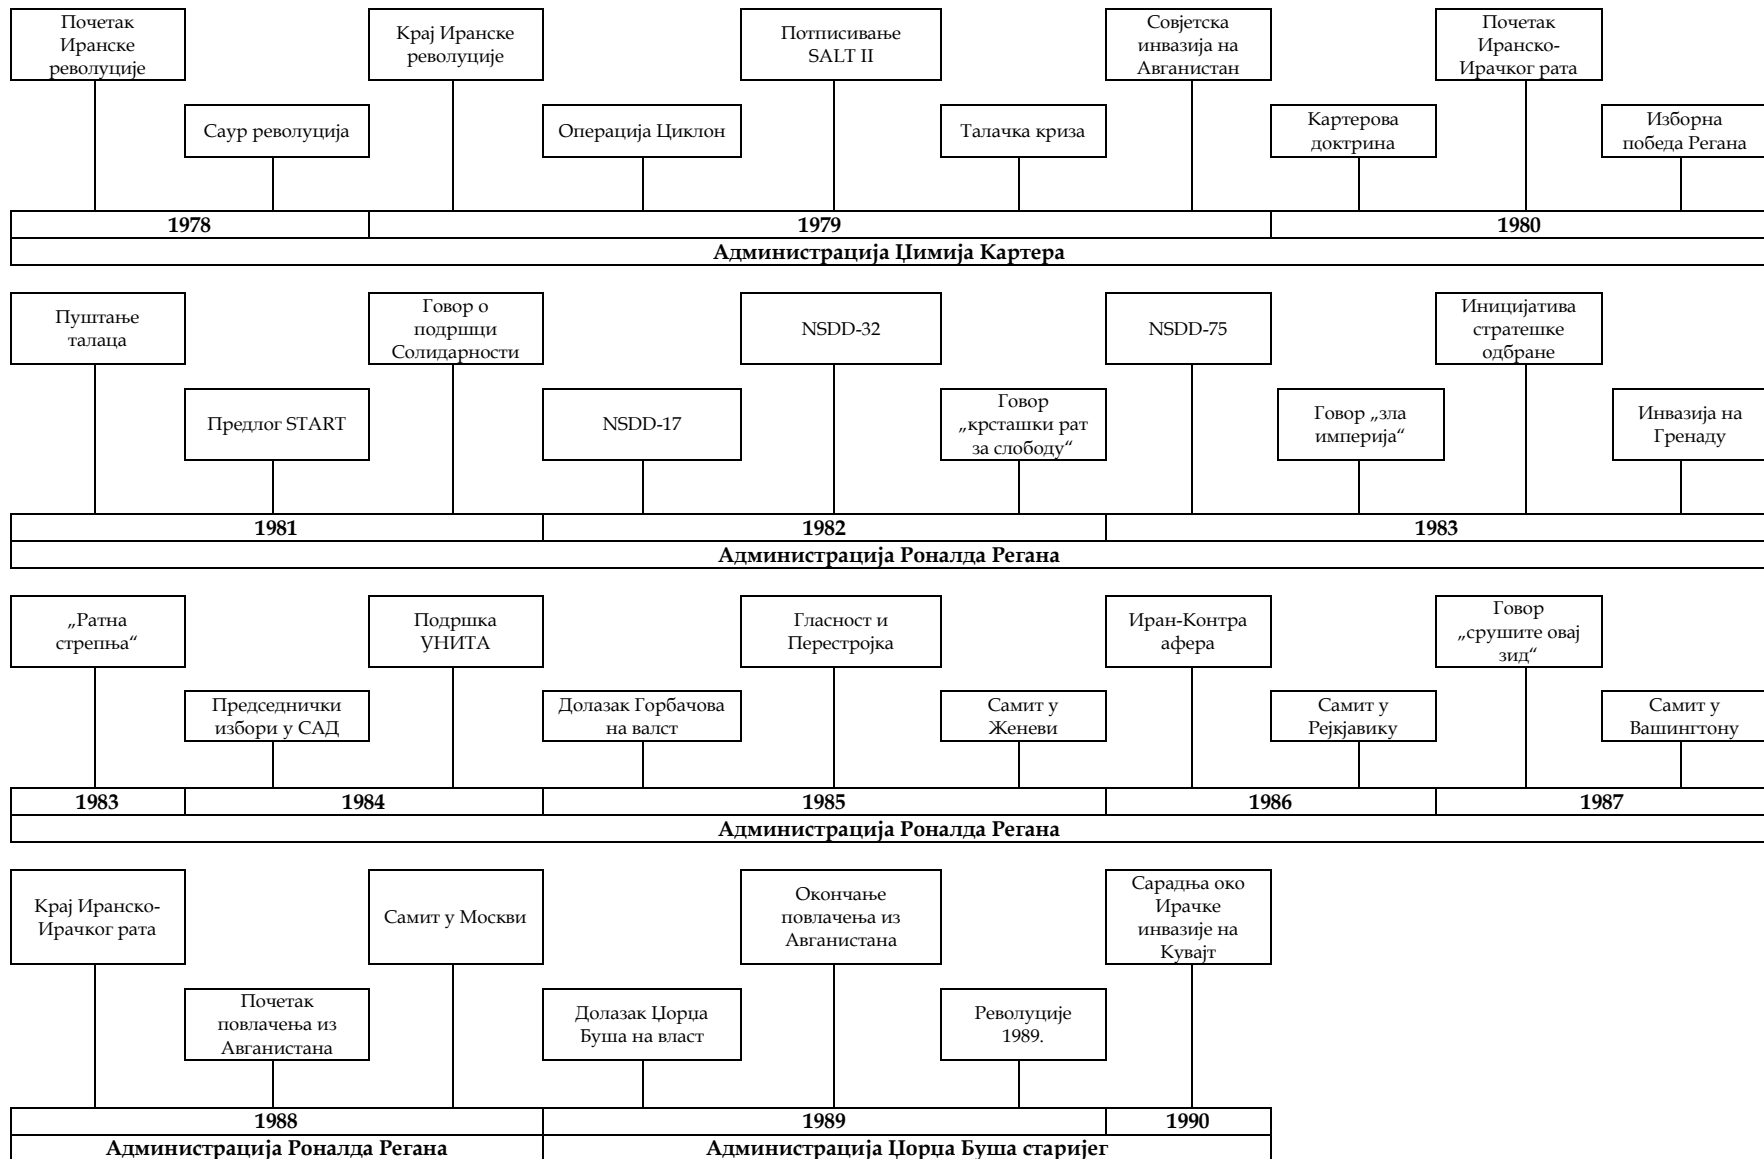 Почетак
Иранске
револуције
Крај Иранске
револуције
Потписивање
SALT II
Совјетска
инвазија на
Авганистан
Почетак
Иранско-
Ирачког рата
Саур револуција
Операција Циклон
Талачка криза
Картерова
доктрина
Изборна
победа Регана
1978
1979
1980
Администрација Џимија Картера
Пуштање
талаца
Говор о
подршци
Солидарности
NSDD-32
NSDD-75
Иницијатива
стратешке
одбране
Предлог START
NSDD-17
Говор
„крсташки рат
за слободу“
Говор „зла
империја“
Инвазија на
Гренаду
1981
1982
1983
Администрација Роналда Регана
„Ратна
стрепња“
Подршка
УНИТА
Гласност и
Перестројка
Иран-Контра
афера
Говор
„срушите овај
зид“
Председнички
избори у САД
Долазак Горбачова
на валст
Самит у
Женеви
Самит у
Рејкјавику
Самит у
Вашингтону
1983
1984
1985
1986
1987
Администрација Роналда Регана
Крај Иранско-
Ирачког рата
Самит у Москви
Окончање
повлачења из
Авганистана
Сарадња око
Ирачке
инвазије на
Кувајт
Почетак
повлачења из
Авганистана
Долазак Џорџа
Буша на власт
Револуције
1989.
1988
1989
1990
Администрација Роналда Регана
Администрација Џорџа Буша старијег